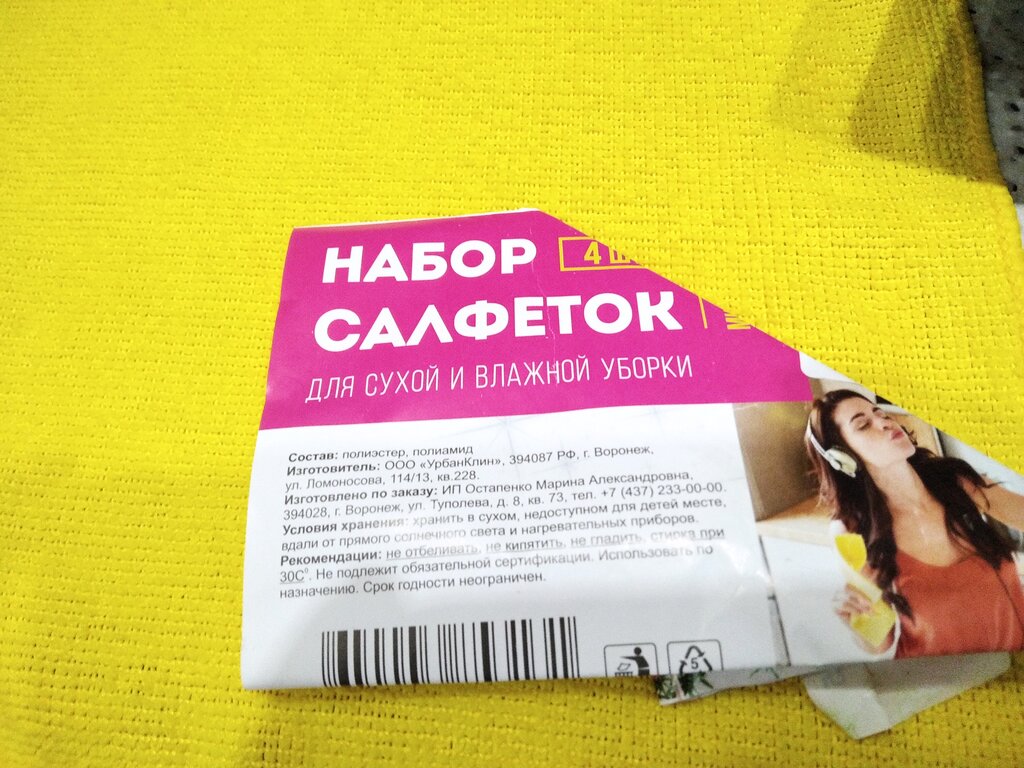 НАБОР 4
САЛФЕТОК
ДЛЯ СУХОЙ И ВЛАЖНОЙ УБОРКИ
Состав: полиэстер, полиамид
Изготовитель: ООО «УрбанКлин», 394087 РФ, г. Воронеж,
ул. Ломоносова, 114/13, кв.228.
Изготовлено по заказу: ИП Остапенко Марина Александровна,
394028, г. Воронеж, ул. Туполева, д. 8, кв. 73, тел. +7 (437) 233-00-00.
Условия хранения: хранить в сухом, недоступном для детей месте,
вдали от прямого солнечного света и нагревательных приборов.
Рекомендации: не отбеливать, не кипятить, не гладить, стирка при
30С°. Не подлежит обязательной сертификации. Использовать по
назначению. Срок годности неограничен.
5